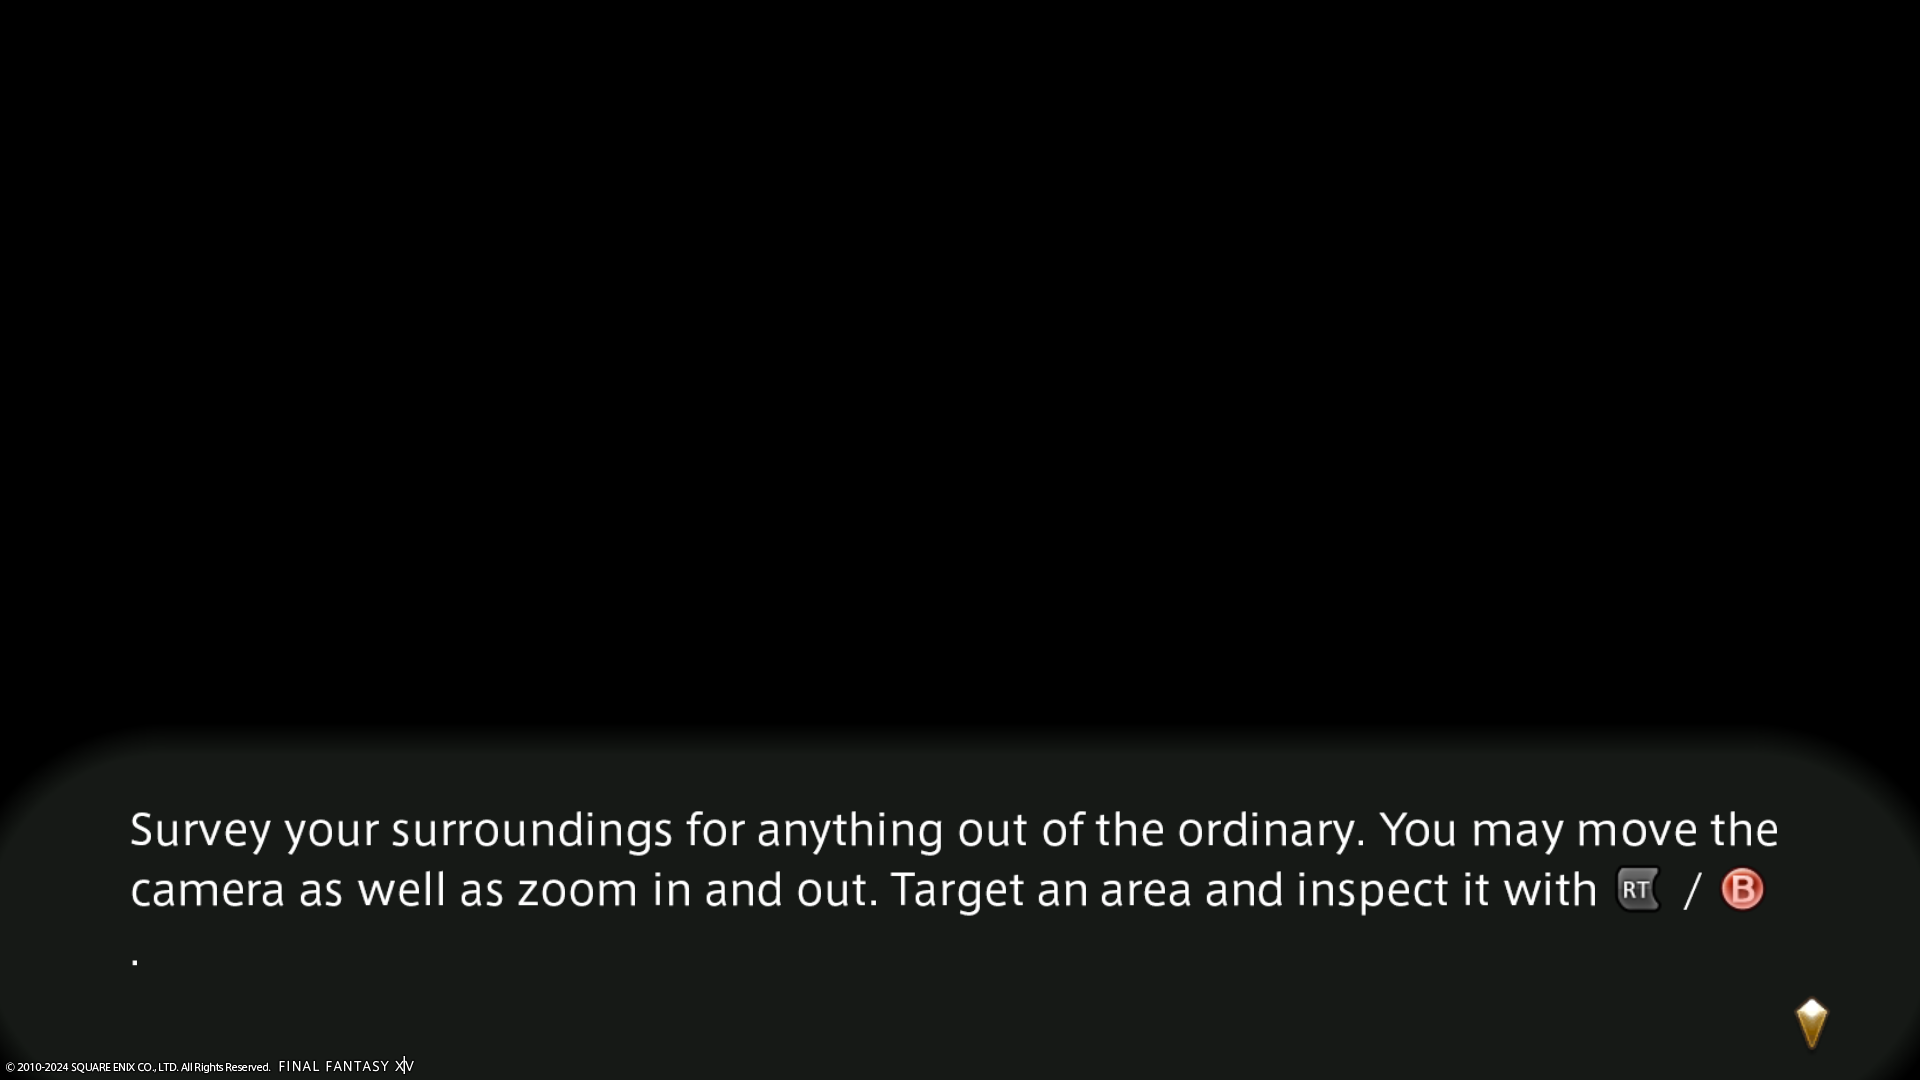 Survey your surroundings for anything out of the ordinary. You may move the
camera as well as zoom in and out. Target an area and inspect it with RT / B
.
© 2010-2024 SQUARE ENIX CO., LTD. All Rights Reserved. FINAL FANTASY XIV